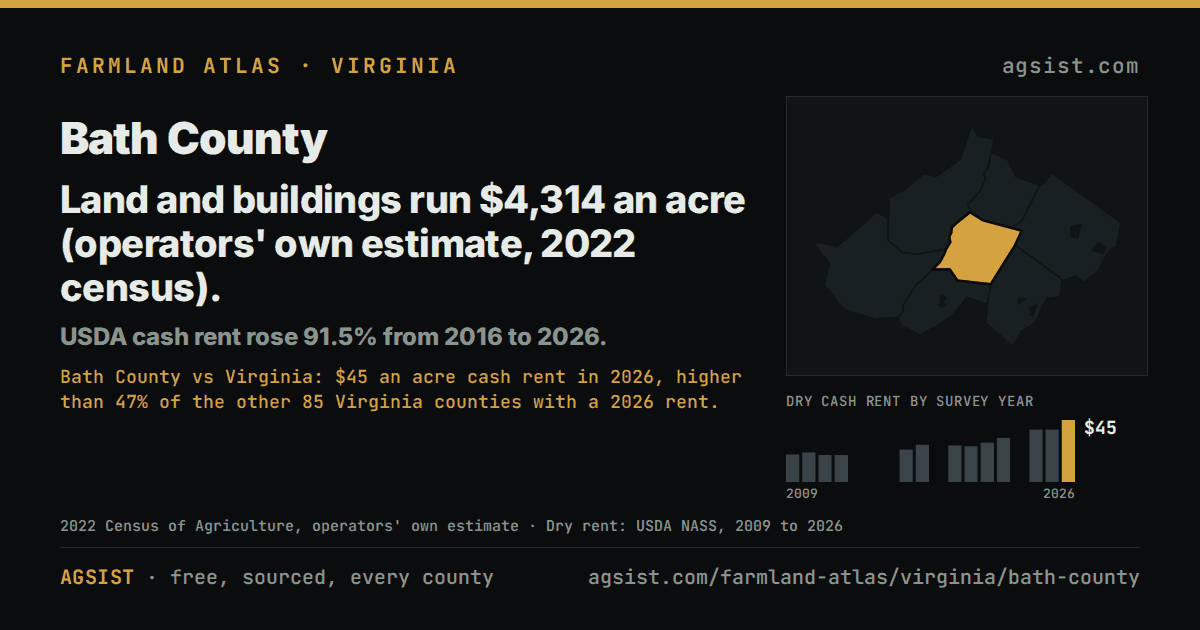 FARMLAND ATLAS · VIRGINIA
agsist.com
Bath County
Land and buildings run $4,314 an acre
(operators' own estimate, 2022
census).
USDA cash rent rose 91.5% from 2016 to 2026.
Bath County vs Virginia: $45 an acre cash rent in 2026, higher
than 47% of the other 85 Virginia counties with a 2026 rent.
DRY CASH RENT BY SURVEY YEAR
$45
2009
2026
2022 Census of Agriculture, operators' own estimate · Dry rent: USDA NASS, 2009 to 2026
AGSIST · free, sourced, every county
agsist.com/farmland-atlas/virginia/bath-county